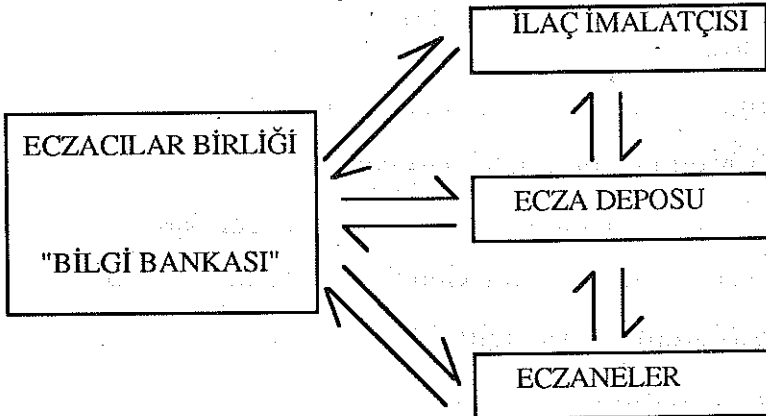 İLAÇ İMALATÇISI
ECZACILAR BİRLİĞİ
"BİLGİ BANKASI"
ECZA DEPOSU
ECZANELER